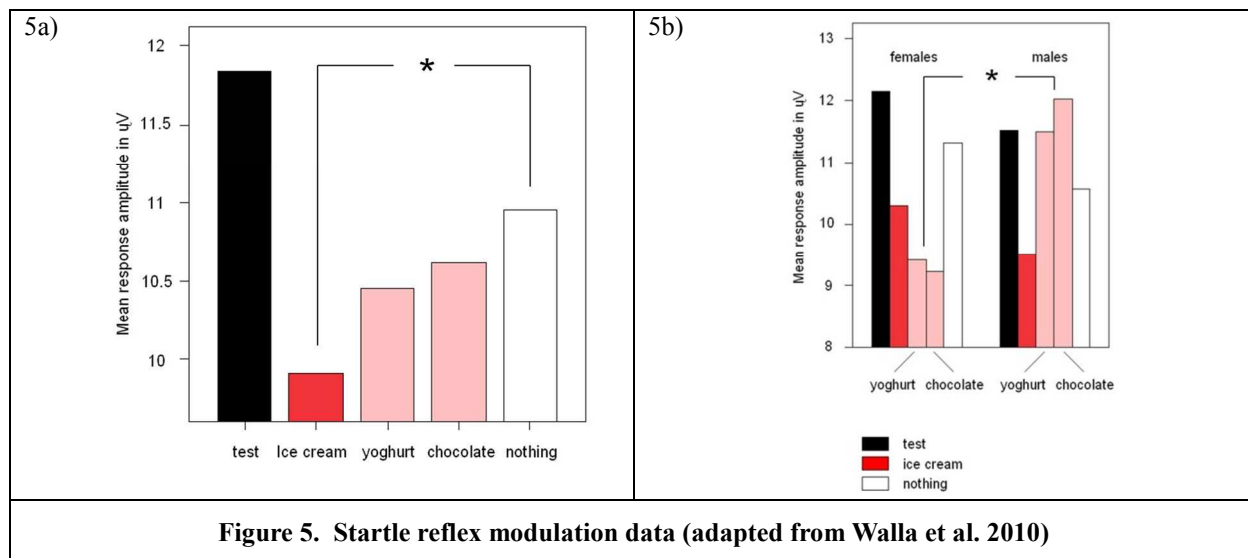 5a)
12
11.5
11
10.5
10
Mean response amplitude in ųV
*
test Ice cream yoghurt chocolate nothing
5b)
13
12
11
10
9
8
Mean response amplitude in ųV
females males
*
yoghurt chocolate yoghurt chocolate
test
ice cream
nothing
Figure 5. Startle reflex modulation data (adapted from Walla et al. 2010)